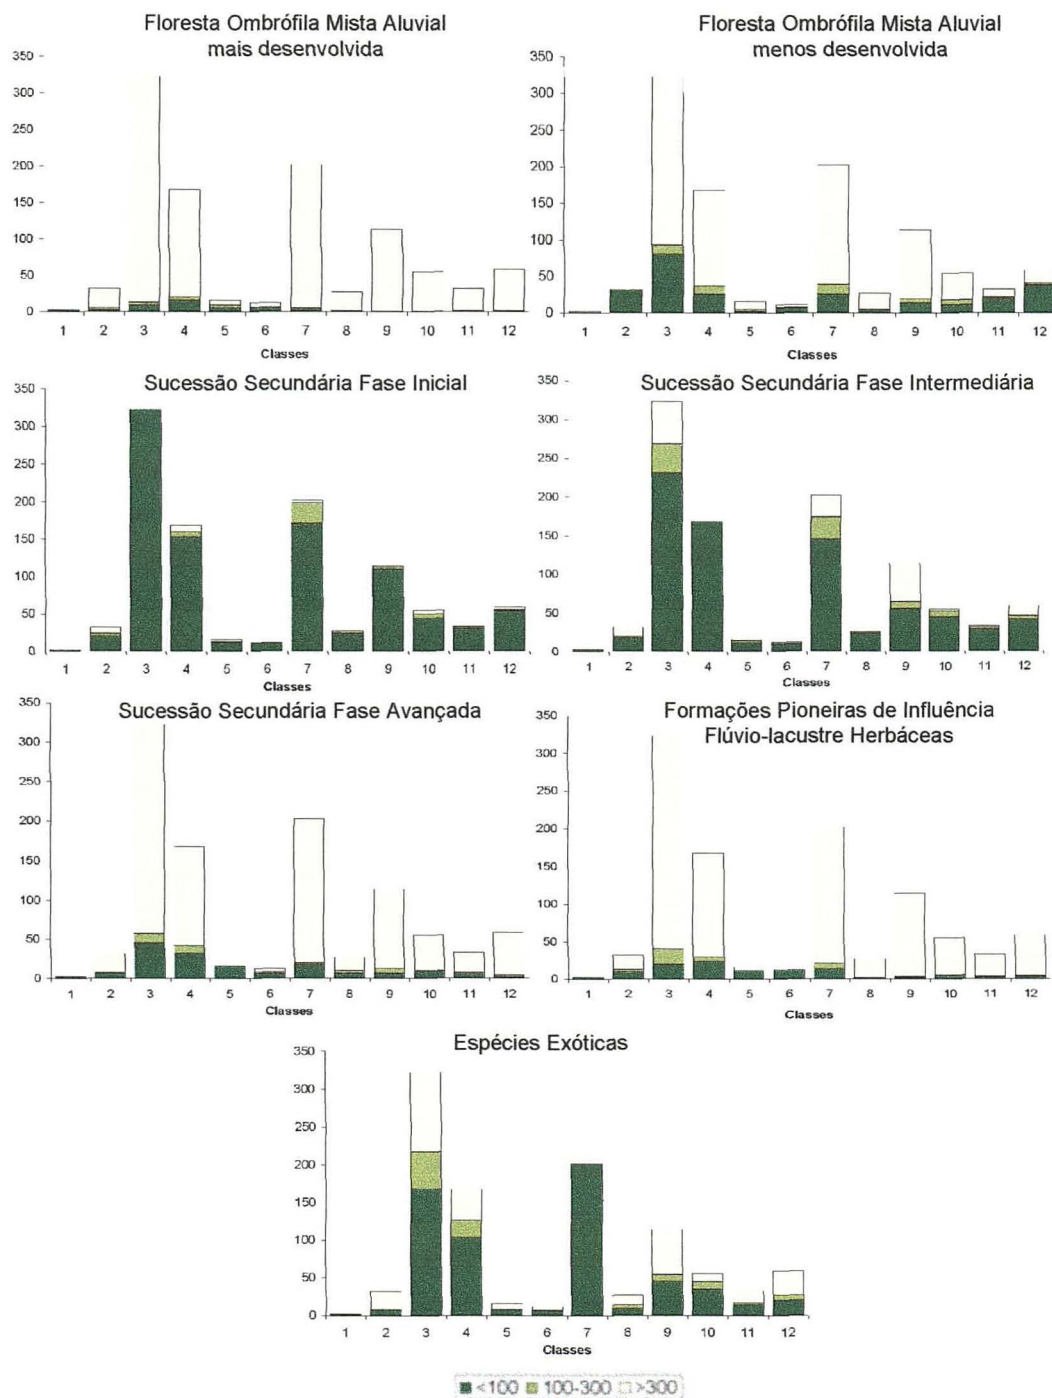 Floresta Ombrófila Mista Aluvial
mais desenvolvida
350
300
250
200
150
100
50
0
1 2 3 4 5 6 7 8 9 10 11 12
Classes
Floresta Ombrófila Mista Aluvial
menos desenvolvida
350
300
250
200
150
100
50
0
1 2 3 4 5 6 7 8 9 10 11 12
Classes
Sucessão Secundária Fase Inicial
350
300
250
200
150
100
50
0
1 2 3 4 5 6 7 8 9 10 11 12
Classes
Sucessão Secundária Fase Intermediária
350
300
250
200
150
100
50
0
1 2 3 4 5 6 7 8 9 10 11 12
Classes
Sucessão Secundária Fase Avançada
350
300
250
200
150
100
50
0
1 2 3 4 5 6 7 8 9 10 11 12
Classes
Formações Pioneiras de Influência
Flúvio-lacustre Herbáceas
350
300
250
200
150
100
50
0
1 2 3 4 5 6 7 8 9 10 11 12
Classes
Espécies Exóticas
350
300
250
200
150
100
50
0
1 2 3 4 5 6 7 8 9 10 11 12
Classes
<100 100-300 >300